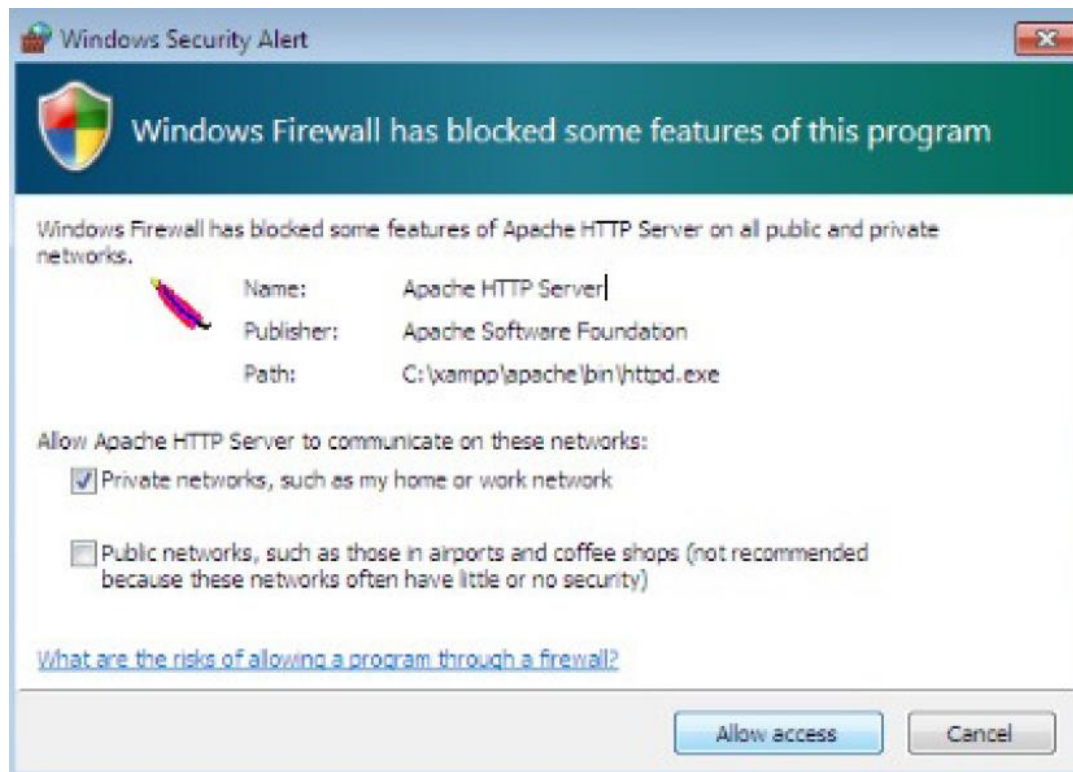 Windows Security Alert
Windows Firewall has blocked some features of this program
Windows Firewall has blocked some features of Apache HTTP Server on all public and private
networks.
Name: Apache HTTP Server
Publisher: Apache Software Foundation
Path: C:\xampp\apache\bin\httpd.exe
Allow Apache HTTP Server to communicate on these networks:
Private networks, such as my home or work network
Public networks, such as those in airports and coffee shops (not recommended
because these networks often have little or no security)
What are the risks of allowing a program through a firewall?
Allow access Cancel